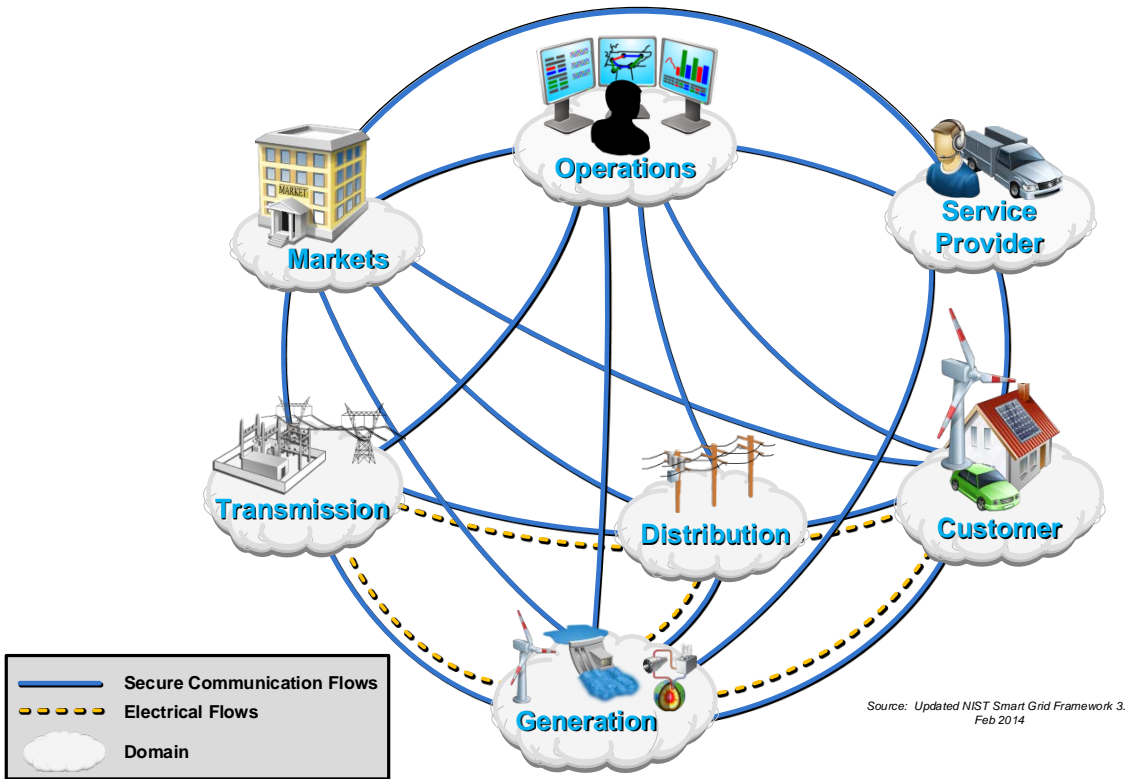 Operations
MARKET
Markets
Service
Provider
Transmission
Distribution
Customer
Generation
Secure Communication Flows
Electrical Flows
Domain
Source: Updated NIST Smart Grid Framework 3.
Feb 2014